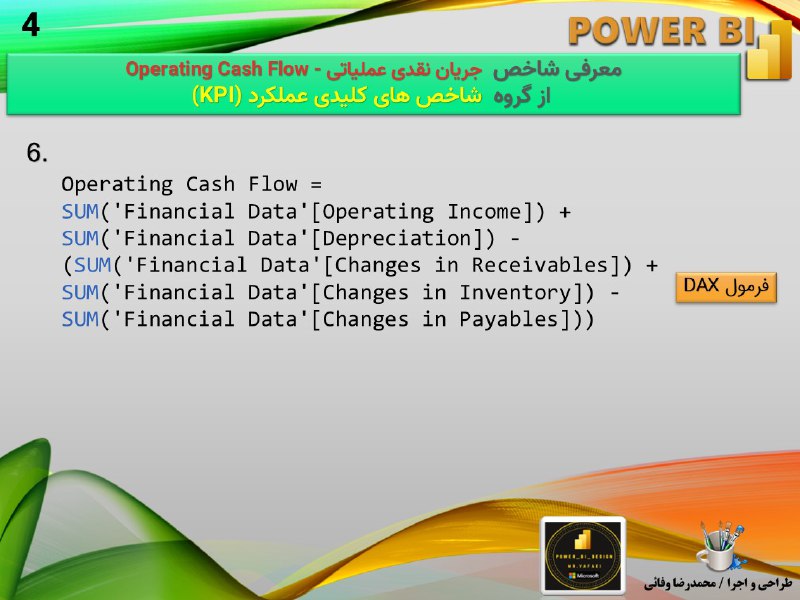 4
POWER BI
معرفی شاخص جریان نقدی عملیاتی - Operating Cash Flow
از گروه شاخص های کلیدی عملکرد (KPI)
6.
Operating Cash Flow =
SUM('Financial Data'[Operating Income]) +
SUM('Financial Data'[Depreciation]) -
(SUM('Financial Data'[Changes in Receivables]) +
SUM('Financial Data'[Changes in Inventory]) -
SUM('Financial Data'[Changes in Payables]))
فرمول DAX
POWER_BI_DESIGN
MR.VAFAEI
Microsoft
طراحی و اجرا / محمدرضا وفائی